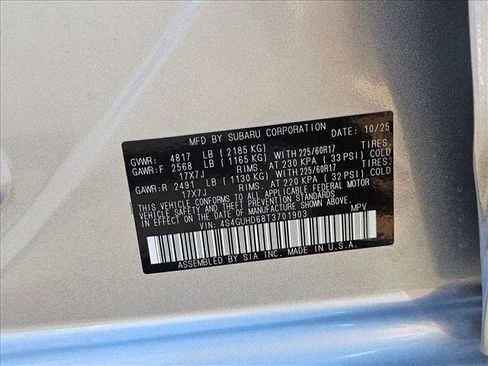 MFD BY SUBARU CORPORATION DATE: 10/25
GVWR: 4817 LB ( 2185 KG)
GAWR:F 2568 LB ( 1165 KG) WITH 225/60R17 TIRES.
17X7J RIMS. AT 230 KPA ( 33 PSI) COLD
GAWR:R 2491 LB ( 1130 KG) WITH 225/60R17 TIRES.
17X7J RIMS. AT 220 KPA ( 32 PSI) COLD
THIS VEHICLE CONFORMS TO ALL APPLICABLE FEDERAL MOTOR
VEHICLE SAFETY AND THEFT PREVENTION STANDARDS IN EFFECT
ON THE DATE OF MANUFACTURE SHOWN ABOVE.
VIN: 4S4GUHD68T3701903 MPV
ASSEMBLED BY SIA INC. MADE IN U.S.A.